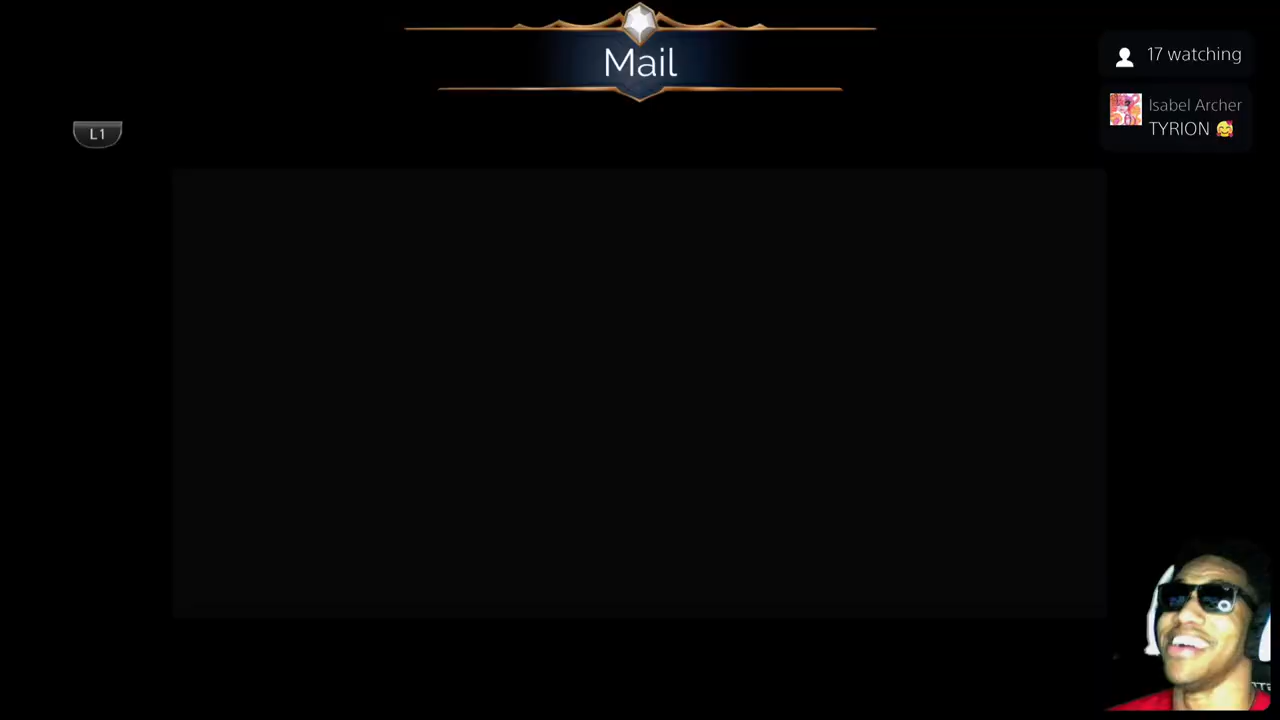 Mail
17 watching
L1
Isabel Archer
TYRION 🥰